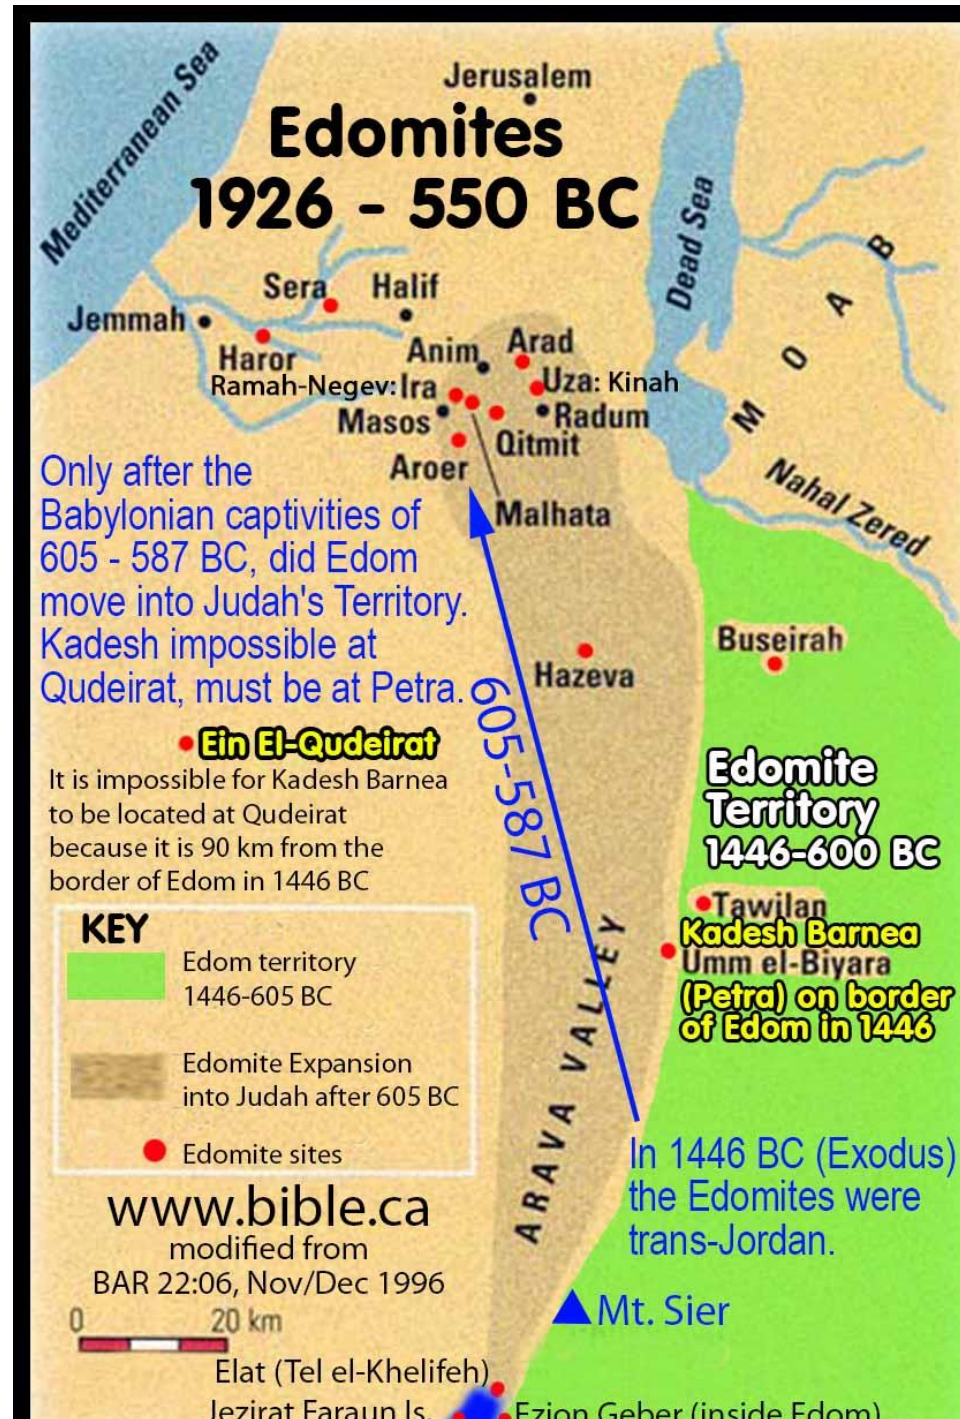 Mediterranean Sea
Jerusalem
Edomites
1926 - 550 BC
Dead Sea
MOAB
Sera
Halif
Jemmah
Haror
Anim
Arad
Ramah-Negev: Ira
Uza: Kinah
Masos
Radum
Qitmit
Aroer
Malhata
Nahal Zered
Only after the
Babylonian captivities of
605 - 587 BC, did Edom
move into Judah's Territory.
Kadesh impossible at
Qudeirat, must be at Petra.
605-587 BC
Hazeva
Buseirah
Ein El-Qudeirat
It is impossible for Kadesh Barnea
to be located at Qudeirat
because it is 90 km from the
border of Edom in 1446 BC
Edomite
Territory
1446-600 BC
Tawilan
Kadesh Barnea
Umm el-Biyara
(Petra) on border
of Edom in 1446
ARAVA VALLEY
KEY
Edom territory
1446-605 BC
Edomite Expansion
into Judah after 605 BC
Edomite sites
In 1446 BC (Exodus)
the Edomites were
trans-Jordan.
www.bible.ca
modified from
BAR 22:06, Nov/Dec 1996
0 20 km
Mt. Sier
Elat (Tel el-Khelifeh)
Jezirat Faraun Is.
Ezion Geber (inside Edom)